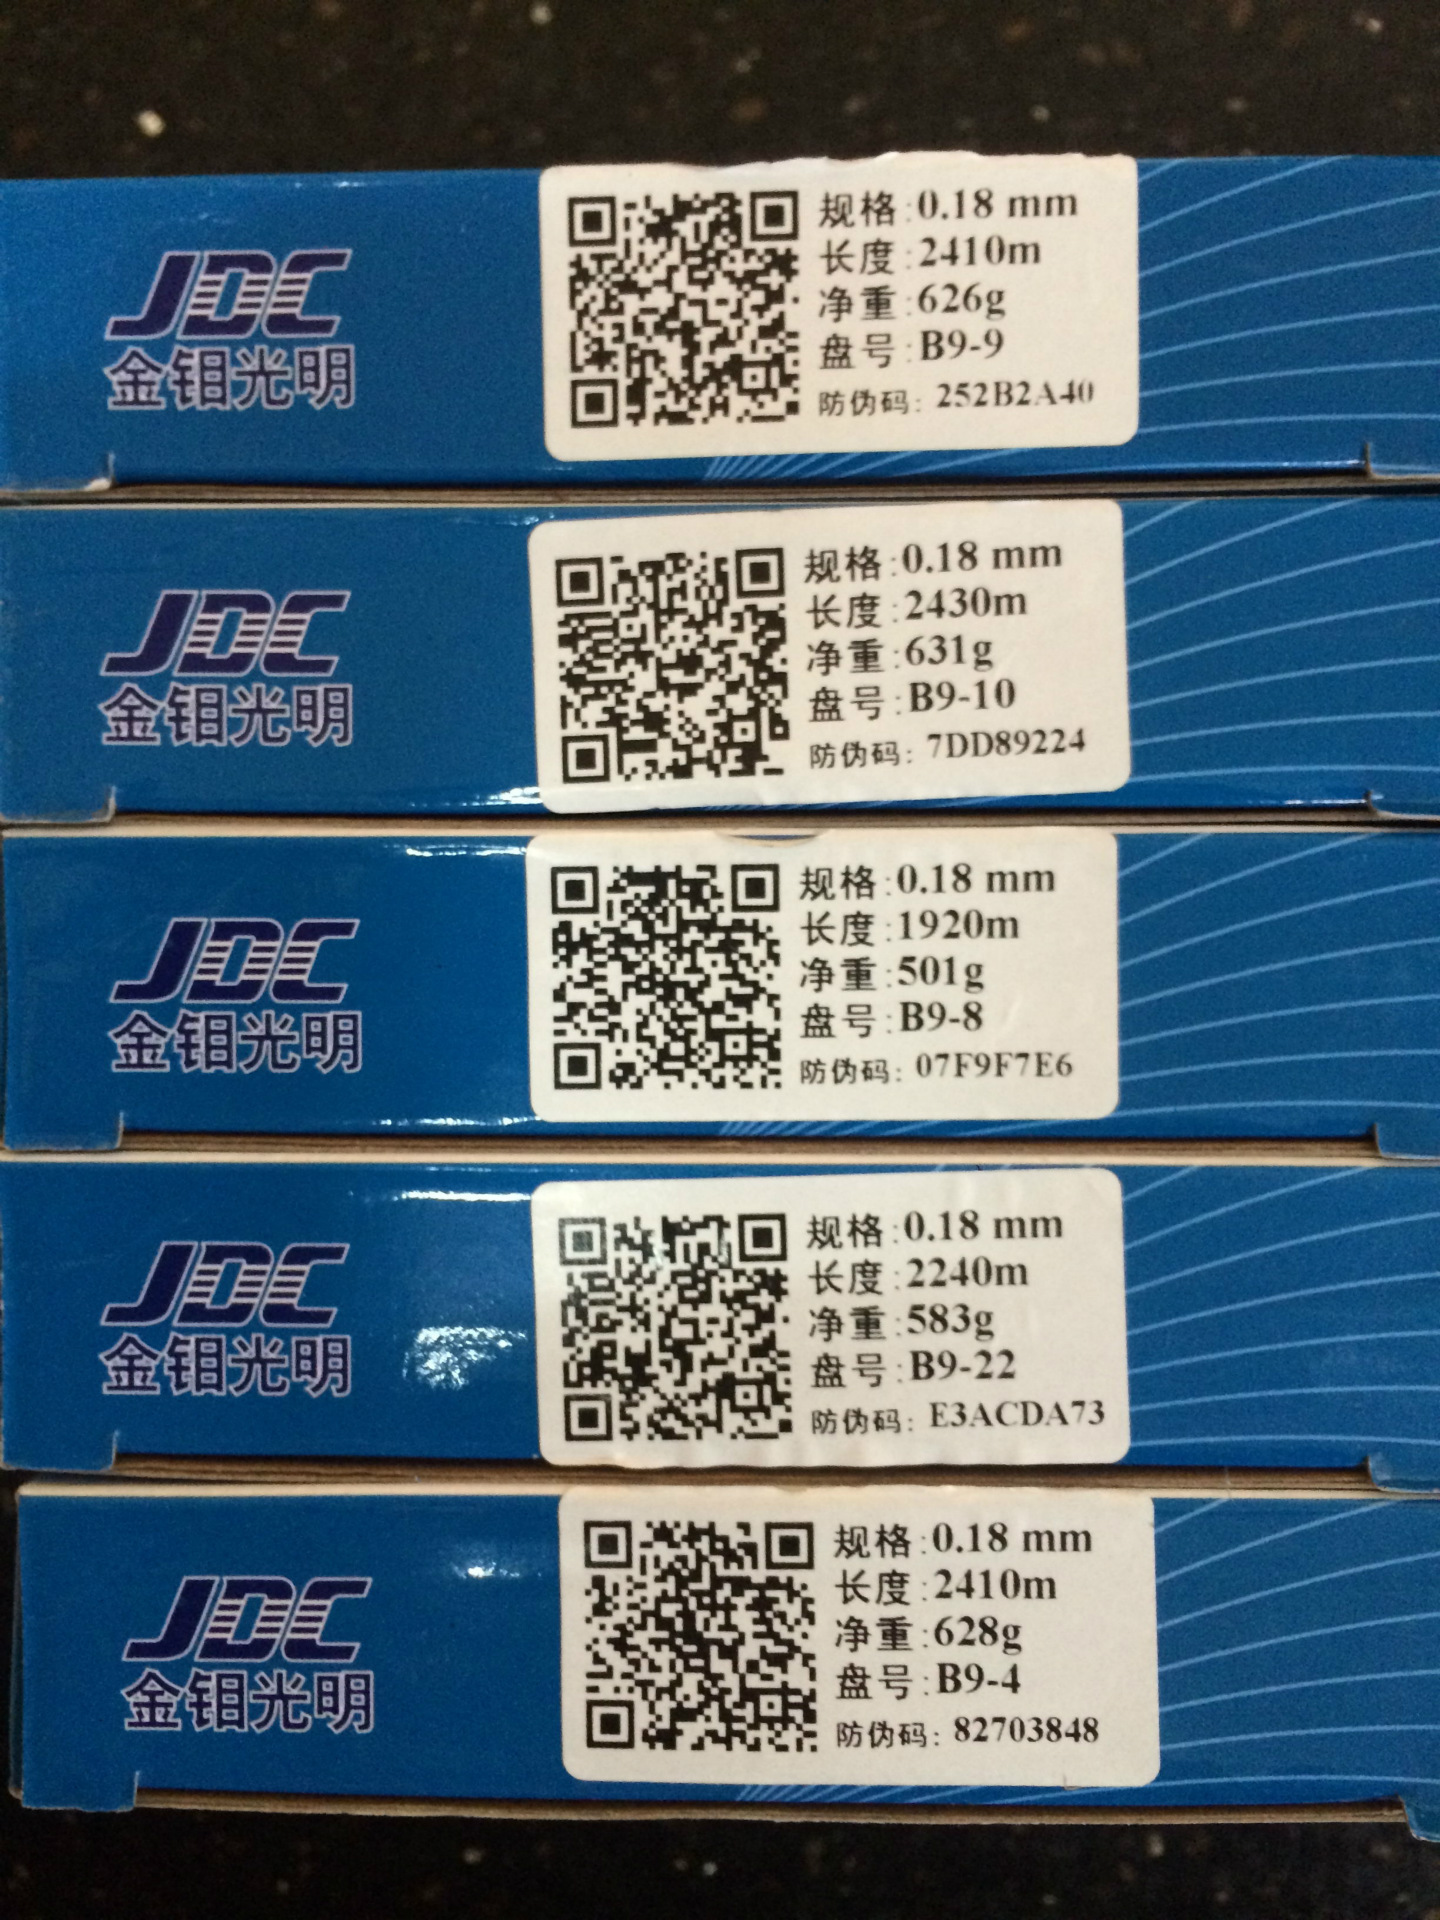 JDC
金钼光明
规格:0.18 mm
长度:2410m
净重:626g
盘号:B9-9
防伪码: 252B2A40
JDC
金钼光明
规格:0.18 mm
长度:2430m
净重:631g
盘号:B9-10
防伪码: 7DD89224
JDC
金钼光明
规格:0.18 mm
长度:1920m
净重:501g
盘号:B9-8
防伪码: 07F9F7E6
JDC
金钼光明
规格:0.18 mm
长度:2240m
净重:583g
盘号:B9-22
防伪码: E3ACDA73
JDC
金钼光明
规格:0.18 mm
长度:2410m
净重:628g
盘号:B9-4
防伪码: 82703848